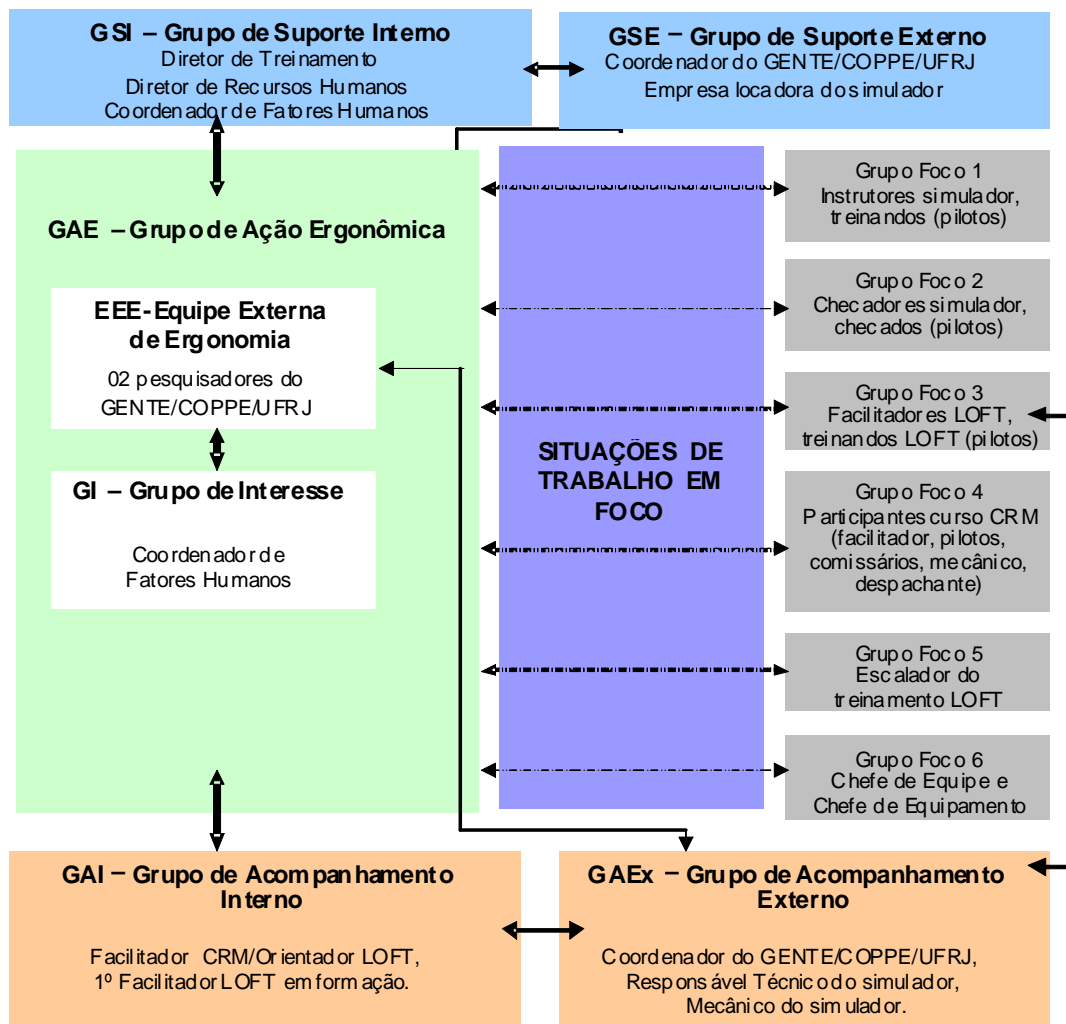 GSI – Grupo de Suporte Interno
Diretor de Treinamento
Diretor de Recursos Humanos
Coordenador de Fatores Humanos
GSE – Grupo de Suporte Externo
Coordenador do GENTE/COPPE/UFRJ
Empresa locadora do simulador
GAE – Grupo de Ação Ergonômica
EEE-Equipe Externa
de Ergonomia
02 pesquisadores do
GENTE/COPPE/UFRJ
GI – Grupo de Interesse
Coordenador de
Fatores Humanos
SITUAÇÕES DE
TRABALHO EM
FOCO
Grupo Foco 1
Instrutores simulador,
treinandos (pilotos)
Grupo Foco 2
Checadores simulador,
checados (pilotos)
Grupo Foco 3
Facilitadores LOFT,
treinandos LOFT (pilotos)
Grupo Foco 4
Participantes curso CRM
(facilitador, pilotos,
comissários, mecânico,
despachante)
Grupo Foco 5
Escalador do
treinamento LOFT
Grupo Foco 6
Chefe de Equipe e
Chefe de Equipamento
GAI – Grupo de Acompanhamento
Interno
Facilitador CRM/Orientador LOFT,
1º Facilitador LOFT em formação.
GAEx – Grupo de Acompanhamento
Externo
Coordenador do GENTE/COPPE/UFRJ,
Responsável Técnico do simulador,
Mecânico do simulador.